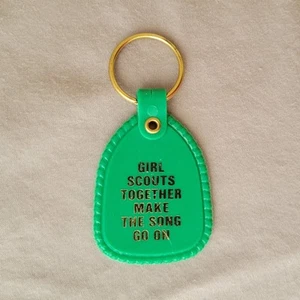 GIRL
SCOUTS
TOGETHER
MAKE
THE SONG
GO ON